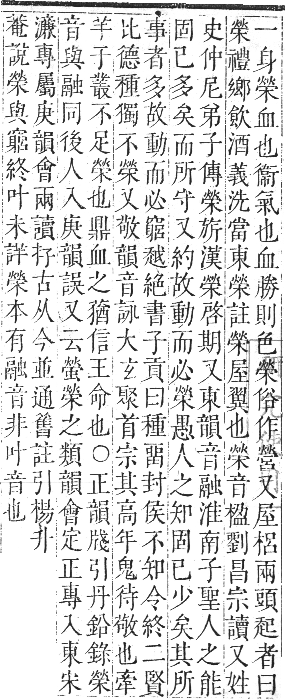 一身榮血也衞氣也血勝則色榮俗作營又屋梠兩頭起者曰
榮禮鄉飲酒義洗當東榮註榮屋翼也榮音楹劉昌宗讀又姓
史仲尼弟子傳榮旂漢榮啓期又東韻音融淮南子聖人之能
固已多矣而所守又約故動而必榮愚人之知固已少矣其所
事者多故動而必窮越絕書子貢曰種畱封侯不知令終二賢
比德種獨不榮又敬韻音詠大玄聚首宗其高年鬼待敬也牽
羊于叢不足榮也鼎血之猶信王命也○正韻牋引丹鉛錄榮
音與融同後人入庚韻誤又云螢榮之類韻會定正專入東宋
濂專屬庚韻會兩讀抒古从今並通舊註引楊升
菴說榮與窮終叶未詳榮本有融音非叶音也